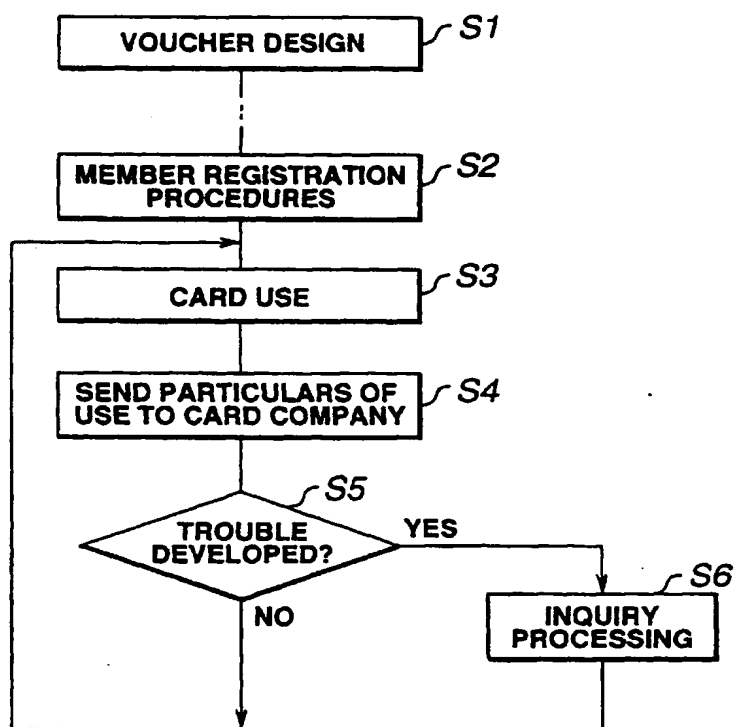 VOUCHER DESIGN
S1
MEMBER REGISTRATION
PROCEDURES
S2
CARD USE
S3
SEND PARTICULARS OF
USE TO CARD COMPANY
S4
S5
TROUBLE
DEVELOPED?
YES
NO
S6
INQUIRY
PROCESSING